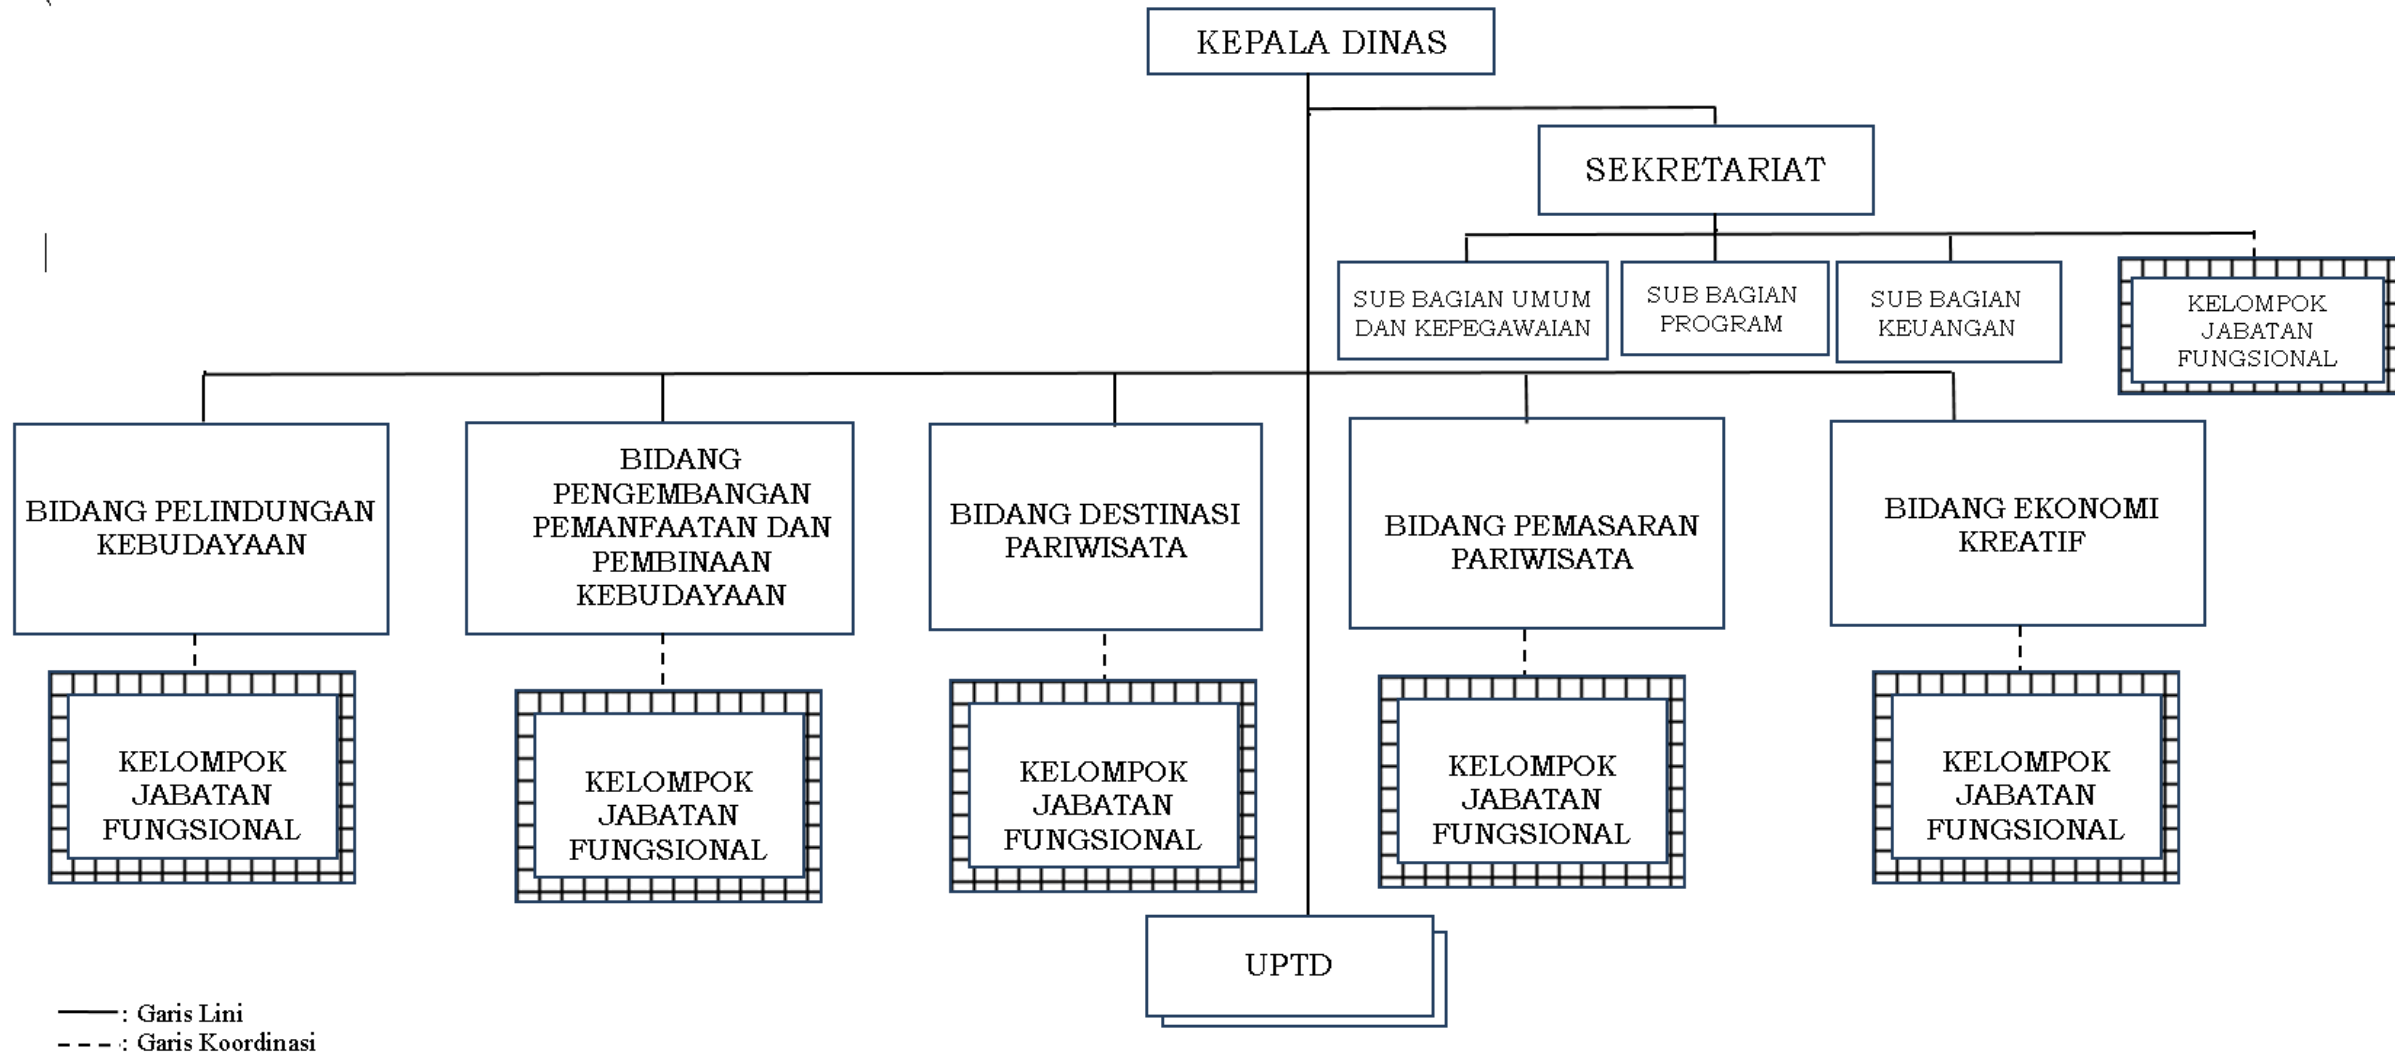 KEPALA DINAS
SEKRETARIAT
SUB BAGIAN UMUM
DAN KEPEGAWAIAN
SUB BAGIAN
PROGRAM
SUB BAGIAN
KEUANGAN
KELOMPOK
JABATAN
FUNGSIONAL
BIDANG PELINDUNGAN
KEBUDAYAAN
BIDANG
PENGEMBANGAN
PEMANFAATAN DAN
PEMBINAAN
KEBUDAYAAN
BIDANG DESTINASI
PARIWISATA
BIDANG PEMASARAN
PARIWISATA
BIDANG EKONOMI
KREATIF
KELOMPOK
JABATAN
FUNGSIONAL
KELOMPOK
JABATAN
FUNGSIONAL
KELOMPOK
JABATAN
FUNGSIONAL
KELOMPOK
JABATAN
FUNGSIONAL
KELOMPOK
JABATAN
FUNGSIONAL
UPTD
: Garis Lini
: Garis Koordinasi